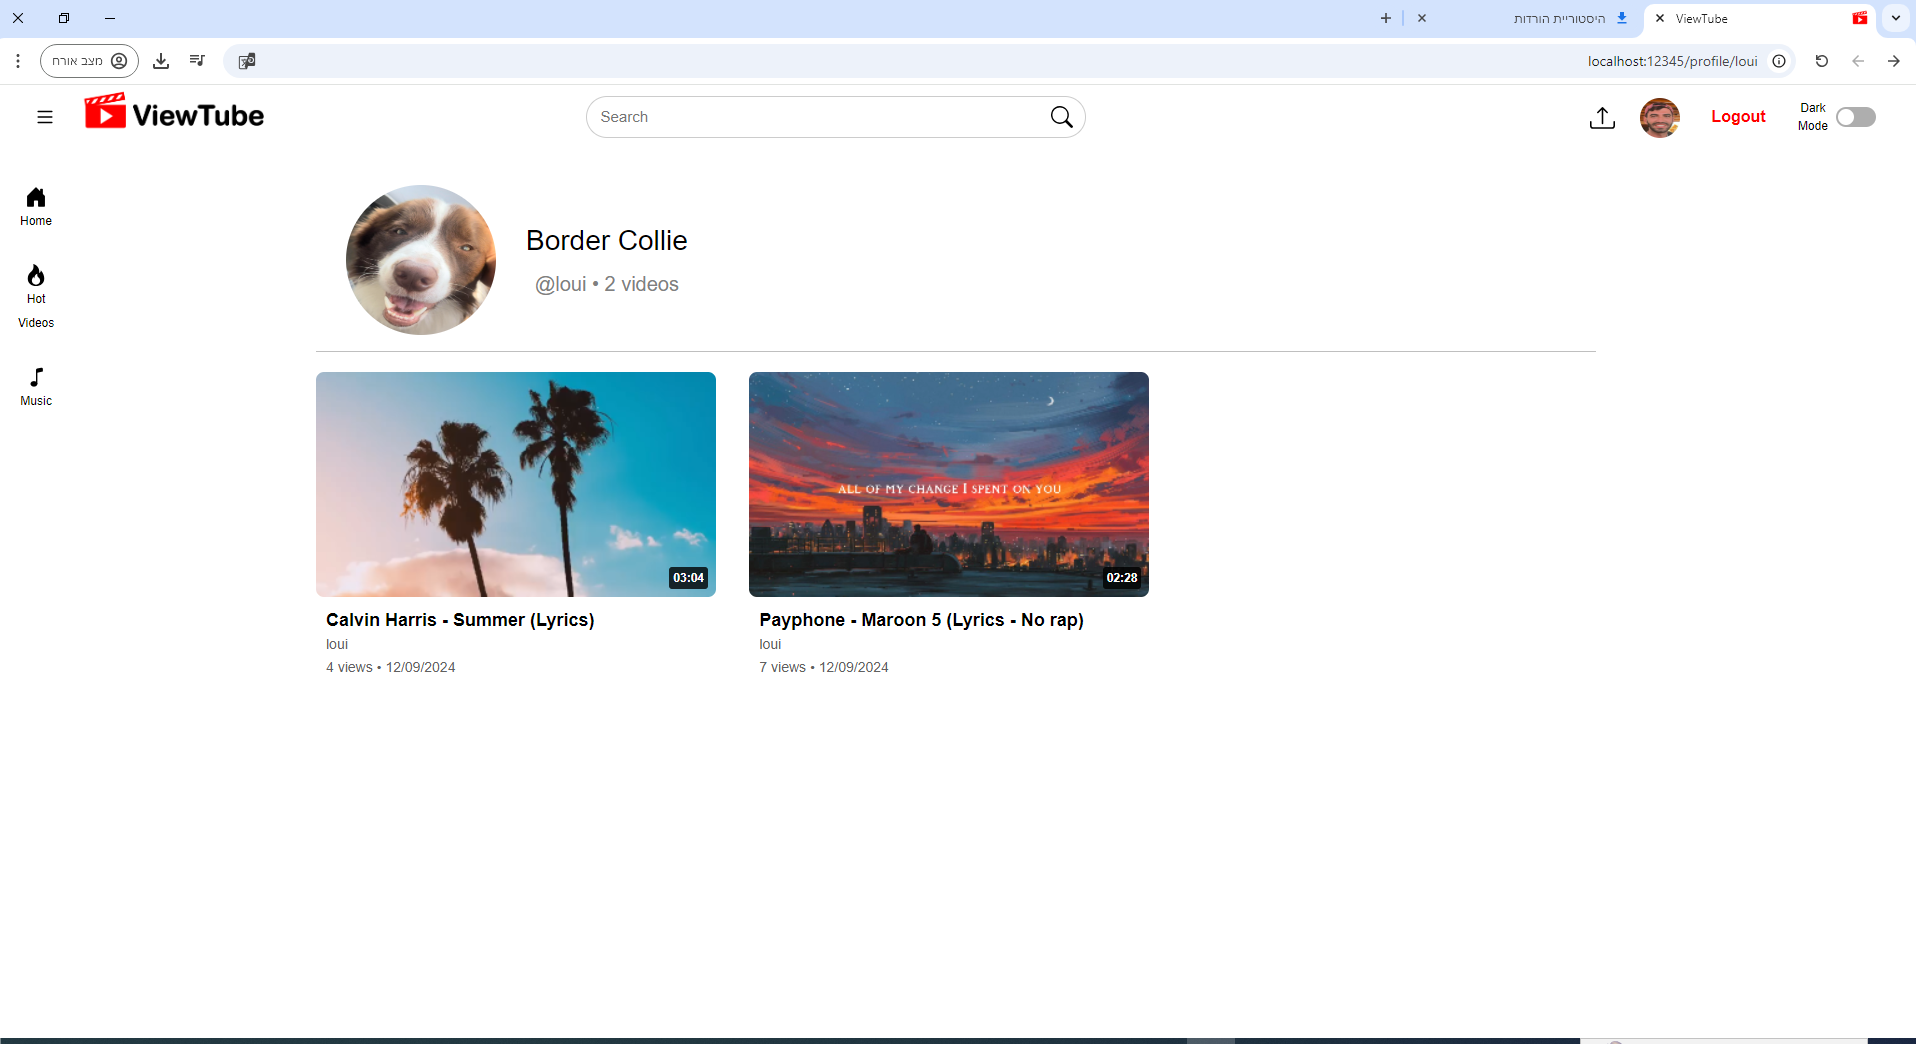 היסטוריית הורדות
ViewTube
מצב אורח
localhost:12345/profile/loui
ViewTube
Search
Logout
Dark
Mode
Home
Hot
Videos
Music
Border Collie
@loui • 2 videos
03:04
ALL OF MY CHANGE I SPENT ON YOU
02:28
Calvin Harris - Summer (Lyrics)
loui
4 views • 12/09/2024
Payphone - Maroon 5 (Lyrics - No rap)
loui
7 views • 12/09/2024